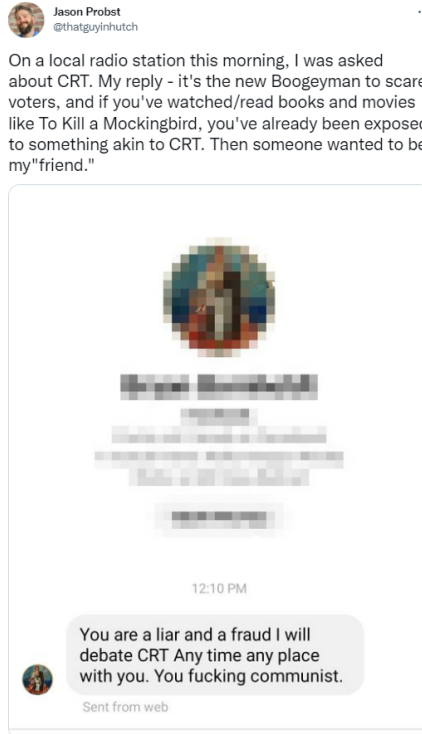 Jason Probst
@thatguyinhutch
On a local radio station this morning, I was asked
about CRT. My reply - it's the new Boogeyman to scare
voters, and if you've watched/read books and movies
like To Kill a Mockingbird, you've already been exposed
to something akin to CRT. Then someone wanted to be
my"friend."
12:10 PM
You are a liar and a fraud I will
debate CRT Any time any place
with you. You fucking communist.
Sent from web